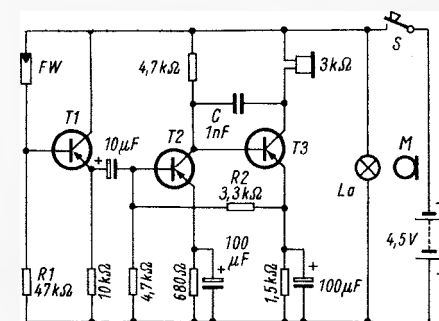 FW
4,7kΩ
3kΩ
S
T1
10µF
T2
C
1nF
T3
M
R2
3,3kΩ
La
100
µF
4,5V
R1
47kΩ
10kΩ
4,7kΩ
680Ω
1,5kΩ
100µF
+
+
+
+
-